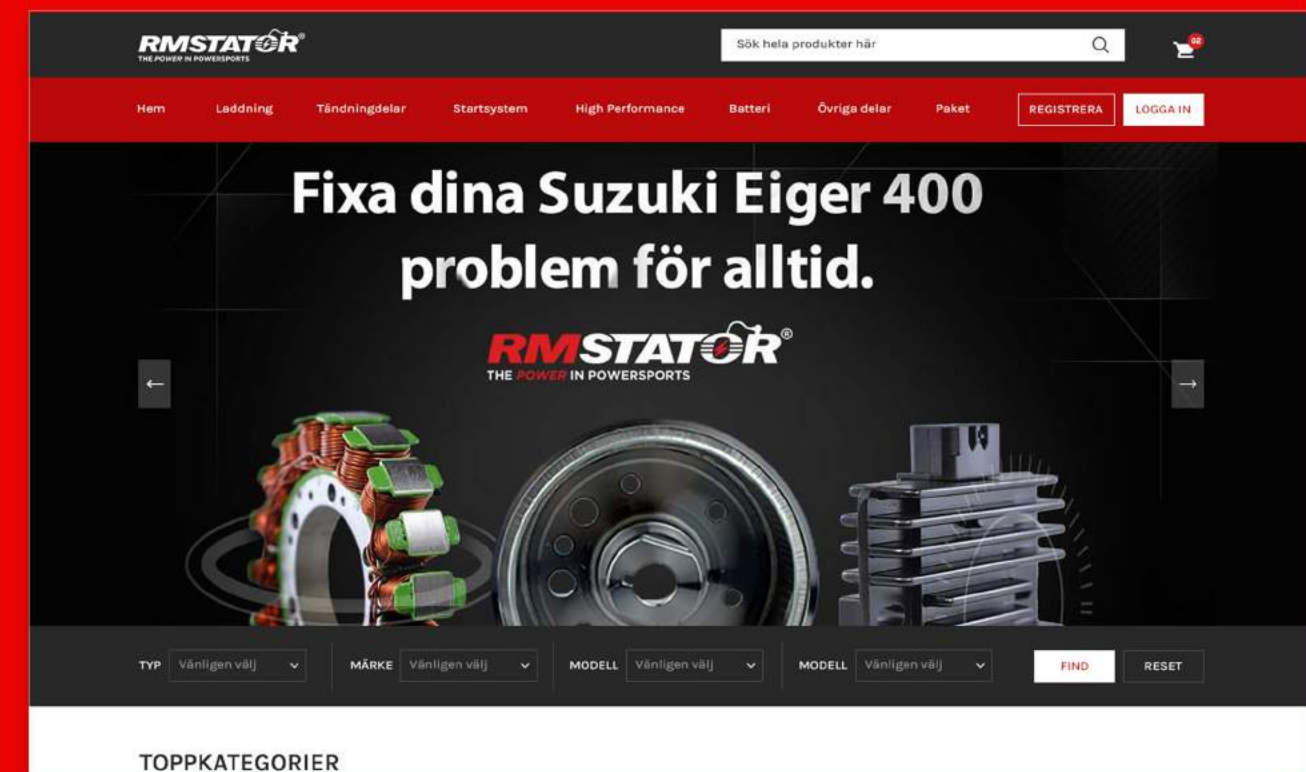 RMSTATOR®
THE POWER IN POWERSPORTS
Sök hela produkter här
02
Hem Laddning Tändningdelar Startsystem High Performance Batteri Övriga delar Paket REGISTRERA LOGGA IN
Fixa dina Suzuki Eiger 400
problem för alltid.
RMSTATOR®
THE POWER IN POWERSPORTS
TYP Vänligen välj MÄRKE Vänligen välj MODELL Vänligen välj MODELL Vänligen välj FIND RESET
TOPPKATEGORIER